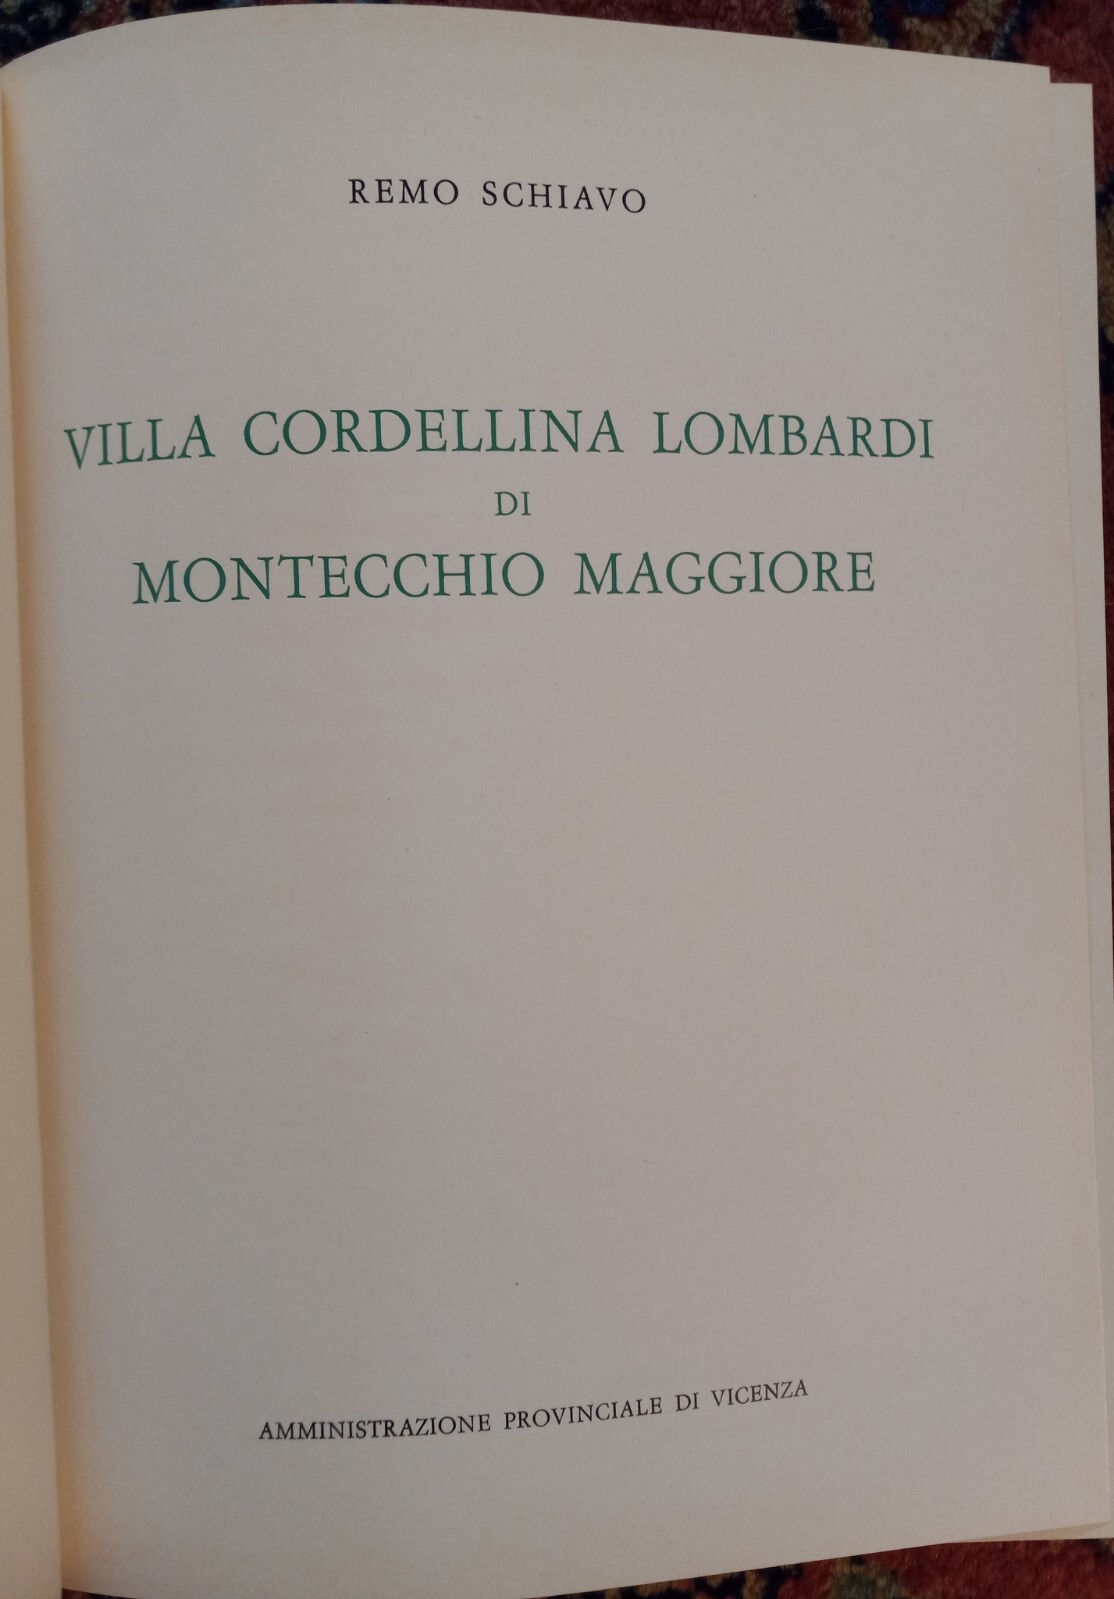 REMO SCHIAVO
VILLA CORDELLINA LOMBARDI
DI
MONTECCHIO MAGGIORE
AMMINISTRAZIONE PROVINCIALE DI VICENZA